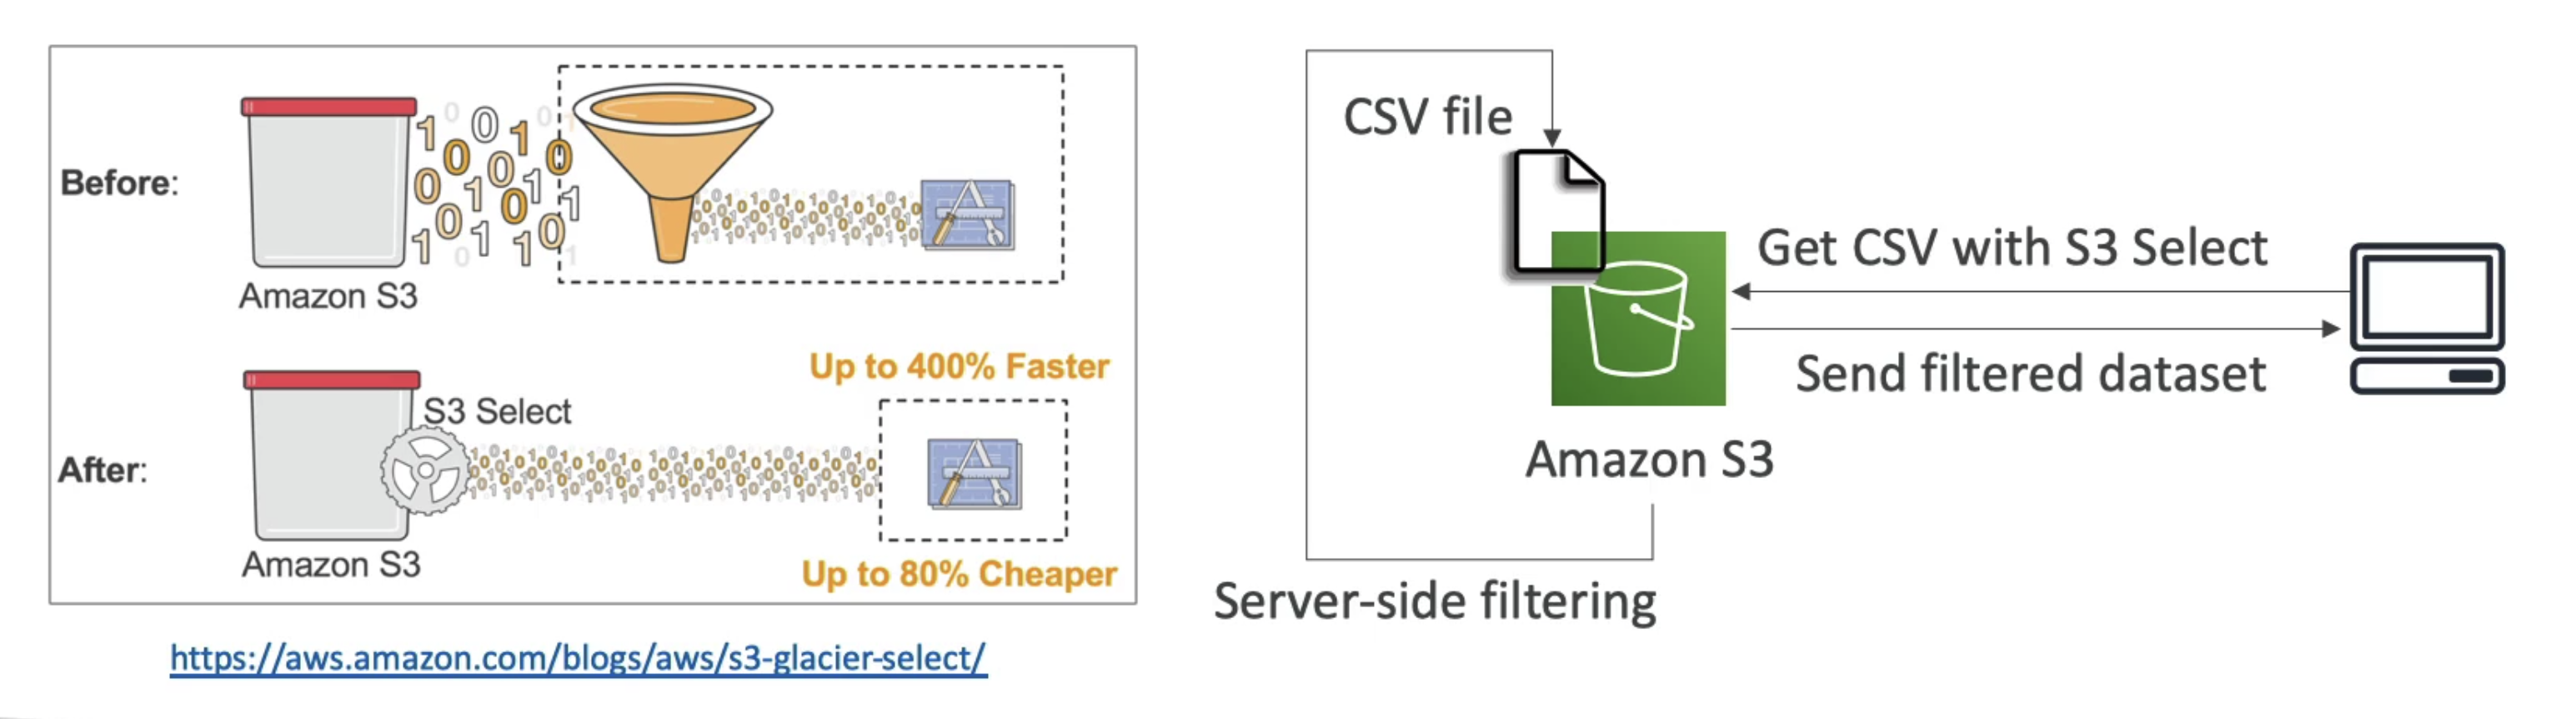 Before:
Amazon S3
Up to 400% Faster
S3 Select
After:
Amazon S3
Up to 80% Cheaper
https://aws.amazon.com/blogs/aws/s3-glacier-select/
CSV file
Get CSV with S3 Select
Send filtered dataset
Amazon S3
Server-side filtering